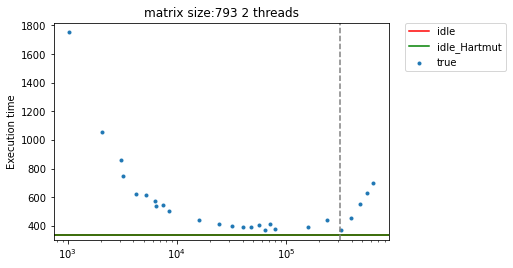 matrix size:793 2 threads
Execution time
1800
1600
1400
1200
1000
800
600
400
10³
10⁴
10⁵
idle
idle_Hartmut
true